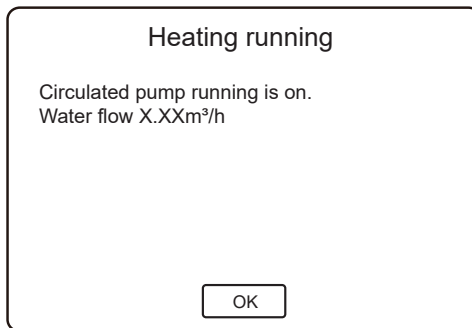 Heating running
Circulated pump running is on.
Water flow X.XXm³/h
OK